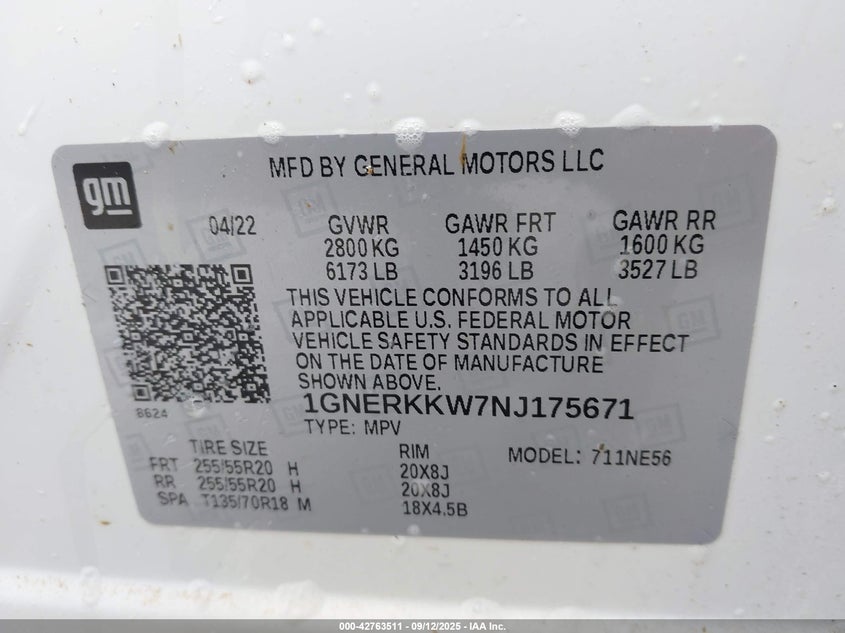 gm
MFD BY GENERAL MOTORS LLC
04/22 GVWR GAWR FRT GAWR RR
2800 KG 1450 KG 1600 KG
6173 LB 3196 LB 3527 LB
THIS VEHICLE CONFORMS TO ALL
APPLICABLE U.S. FEDERAL MOTOR
VEHICLE SAFETY STANDARDS IN EFFECT
ON THE DATE OF MANUFACTURE
SHOWN ABOVE.
8624
1GNERKKW7NJ175671
TYPE: MPV
TIRE SIZE RIM MODEL: 711NE56
FRT 255/55R20 H 20X8J
RR 255/55R20 H 20X8J
SPA T135/70R18 M 18X4.5B
000-42763511 - 09/12/2025 - IAA Inc.